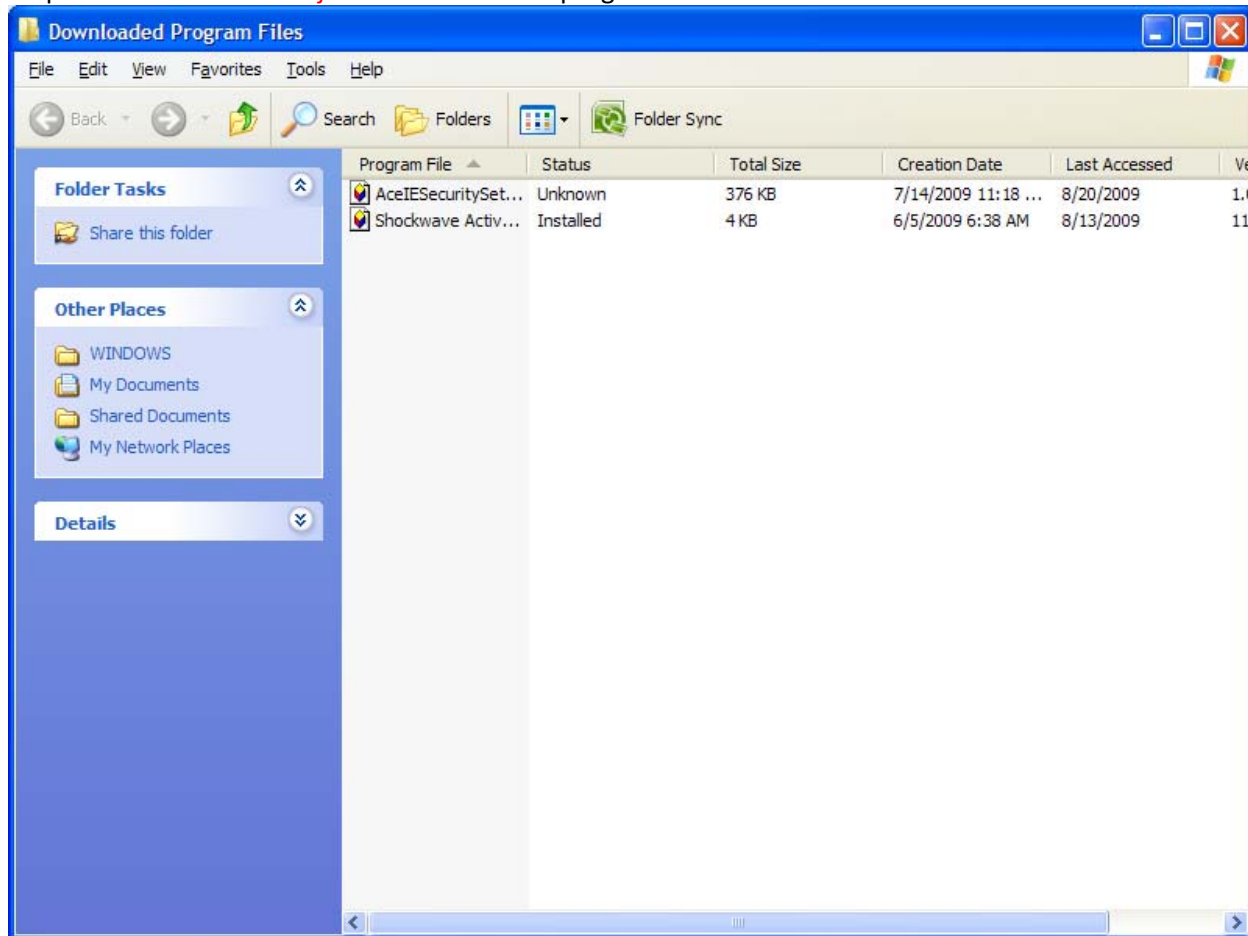 Downloaded Program Files
File Edit View Favorites Tools Help
Back Search Folders Folder Sync
Program File Status Total Size Creation Date Last Accessed
AceIESecuritySet... Unknown 376 KB 7/14/2009 11:18 ... 8/20/2009
Shockwave Activ... Installed 4 KB 6/5/2009 6:38 AM 8/13/2009 11
Folder Tasks
Share this folder
Other Places
WINDOWS
My Documents
Shared Documents
My Network Places
Details